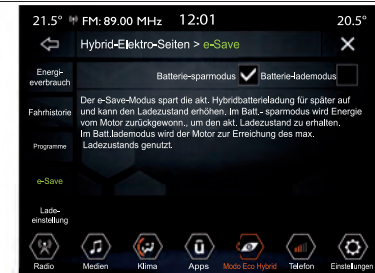 21.5° FM: 89.00 MHz 12:01 20.5°
Hybrid-Elektro-Seiten > e-Save
Energi-
everbrauch
Batterie-sparmodus Batterie-lademodus
Der e-Save-Modus spart die akt. Hybridbatterieladung für später auf
und kann den Ladezustand erhöhen. Im Batt.- sparmodus wird Energie
vom Motor zurückgewonn., um den akt. Ladezustand zu erhalten.
Im Batt.lademodus wird der Motor zur Erreichung des max.
Ladezustands genutzt.
Fahrhistorie
Programme
e-Save
Lade-
einstellung
Radio Medien Klima Apps Modo Eco Hybrid Telefon Einstellungen